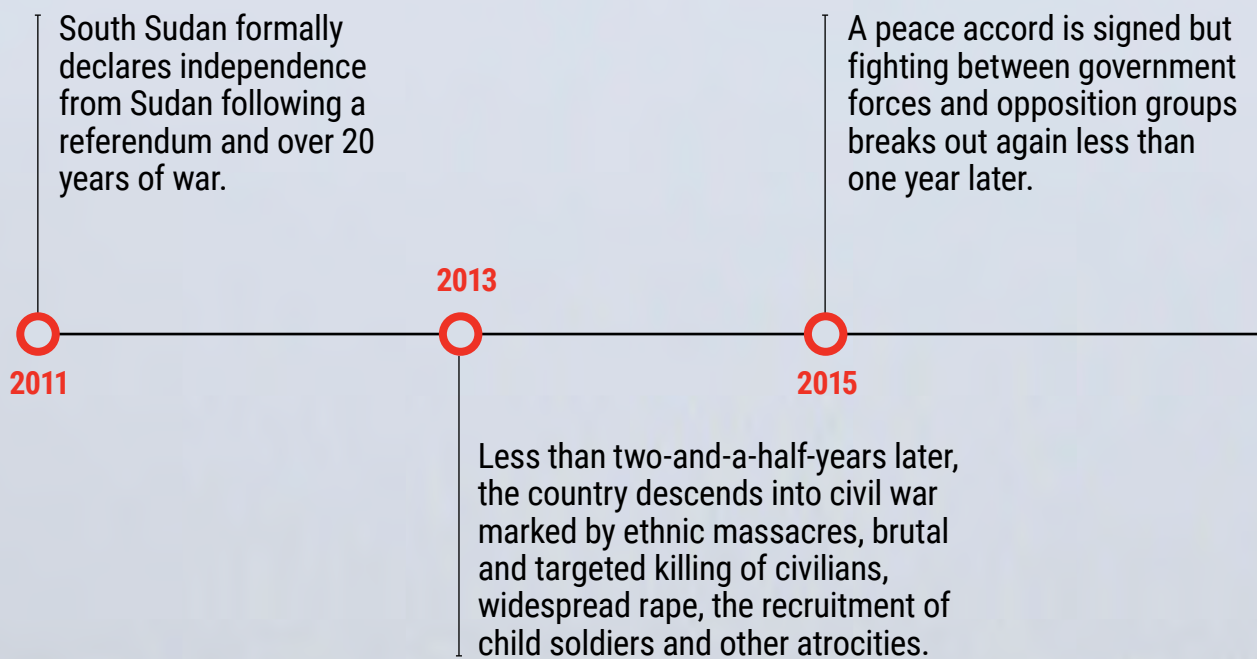 South Sudan formally
declares independence
from Sudan following a
referendum and over 20
years of war.
2011
2013
Less than two-and-a-half-years later,
the country descends into civil war
marked by ethnic massacres, brutal
and targeted killing of civilians,
widespread rape, the recruitment of
child soldiers and other atrocities.
A peace accord is signed but
fighting between government
forces and opposition groups
breaks out again less than
one year later.
2015